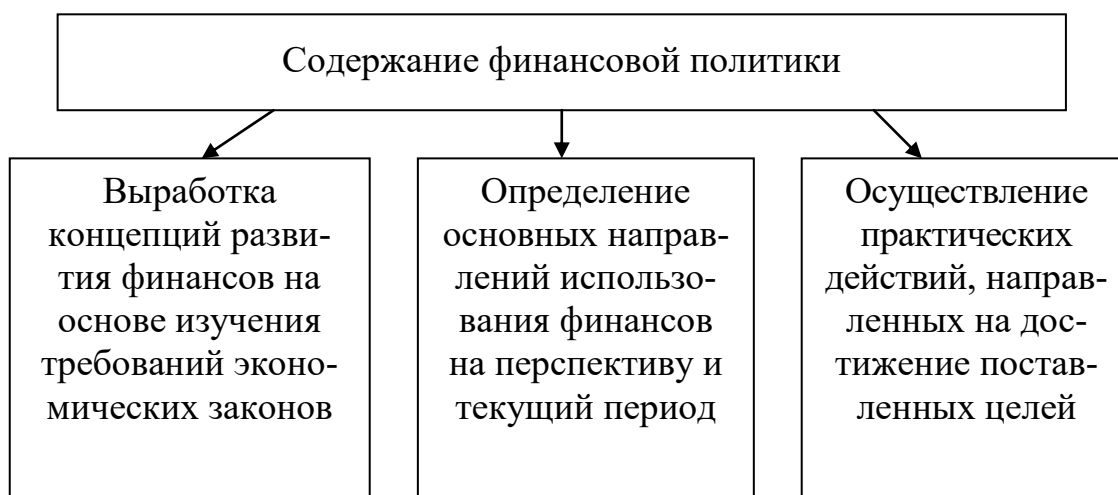 Содержание финансовой политики
Выработка
концепций разви-
тия финансов на
основе изучения
требований эконо-
мических законов
Определение
основных направ-
лений использо-
вания финансов
на перспективу и
текущий период
Осуществление
практических
действий, направ-
ленных на дос-
тижение постав-
ленных целей